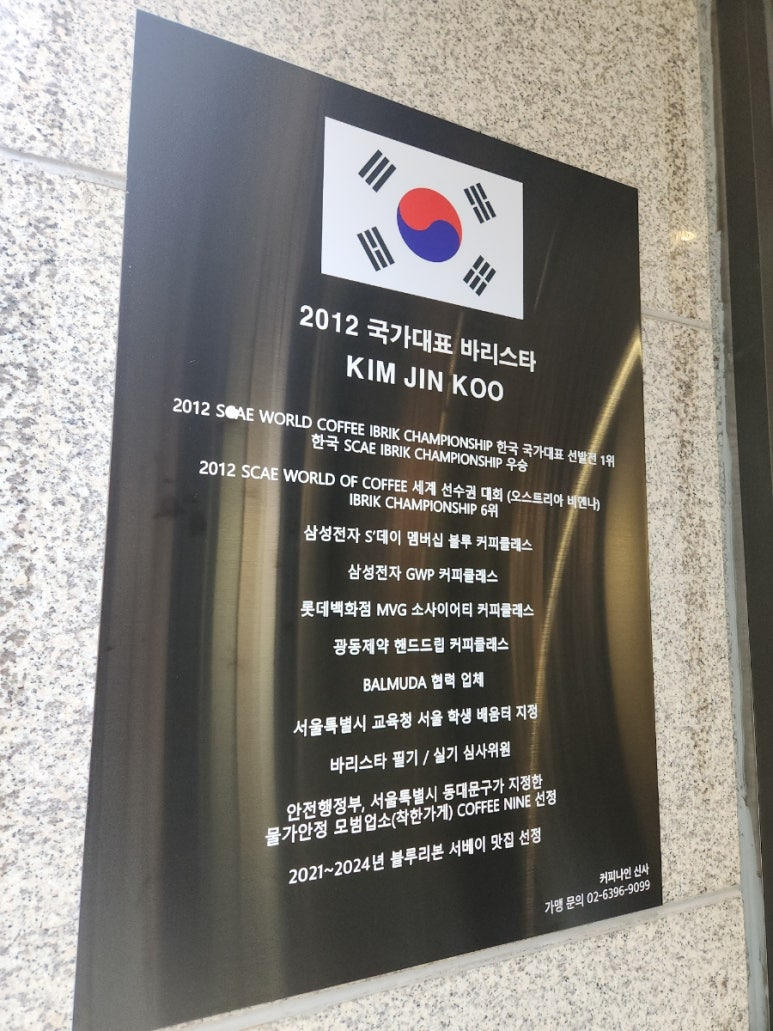 2012 국가대표 바리스타
KIM JIN KOO
2012 SCAE WORLD COFFEE IBRIK CHAMPIONSHIP 한국 국가대표 선발전 1위
한국 SCAE IBRIK CHAMPIONSHIP 우승
2012 SCAE WORLD OF COFFEE 세계 선수권 대회 (오스트리아 비엔나)
IBRIK CHAMPIONSHIP 6위
삼성전자 S'데이 멤버십 블루 커피클래스
삼성전자 GWP 커피클래스
롯데백화점 MVG 소사이어티 커피클래스
광동제약 핸드드립 커피클래스
BALMUDA 협력 업체
서울특별시 교육청 서울 학생 배움터 지정
바리스타 필기 / 실기 심사위원
안전행정부, 서울특별시 동대문구가 지정한
물가안정 모범업소(착한가게) COFFEE NINE 선정
2021~2024년 블루리본 서베이 맛집 선정
커피나인 신사
가맹 문의 02-6396-9099